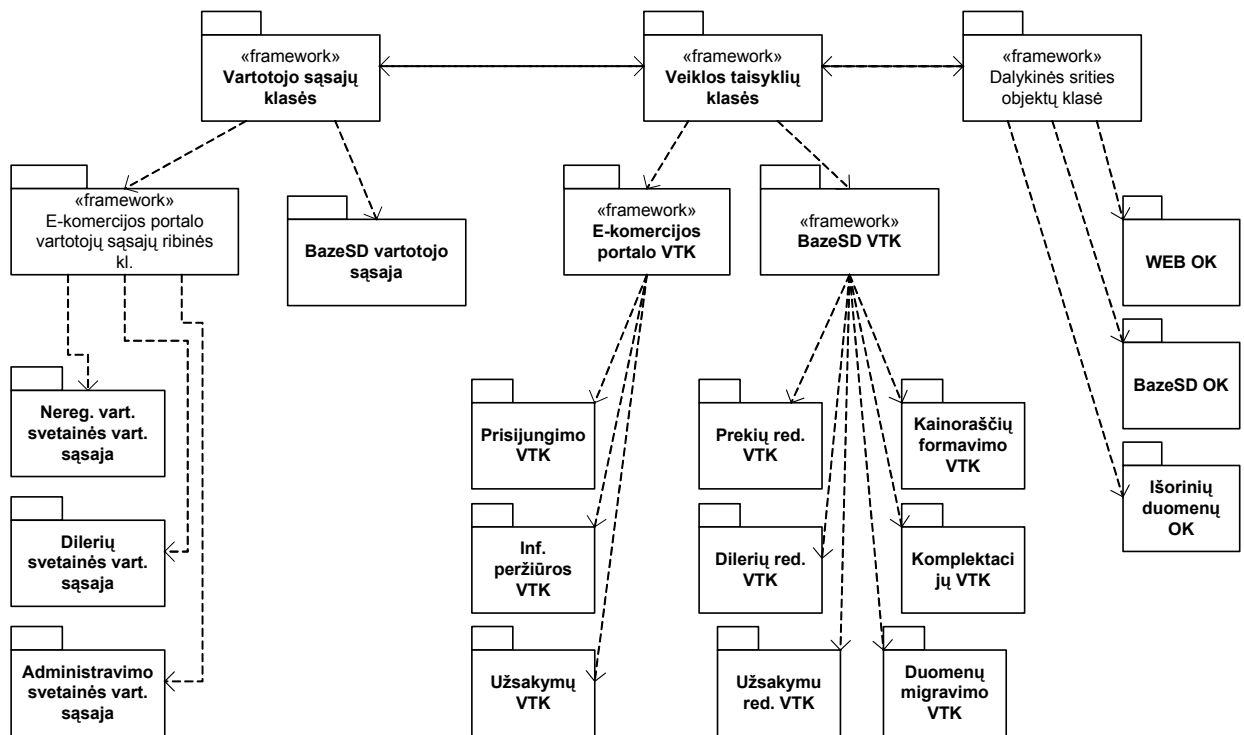 «framework»
Vartotojo sąsajų
klasės
«framework»
Veiklos taisyklių
klasės
«framework»
Dalykinės srities
objektų klasė
«framework»
E-komercijos portalo
vartotojų sąsajų ribinės
kl.
BazeSD vartotojo
sąsaja
«framework»
E-komercijos
portalo VTK
«framework»
BazeSD VTK
WEB OK
BazeSD OK
Išorinių
duomenų
OK
Nereg. vart.
svetainės vart.
sąsaja
Prisijungimo
VTK
Prekių red.
VTK
Kainoraščių
formavimo
VTK
Dilerių
svetainės vart.
sąsaja
Inf.
peržiūros
VTK
Dilerių red.
VTK
Komplektaci
jų VTK
Administravimo
svetainės vart.
sąsaja
Užsakymų
VTK
Užsakymu
red. VTK
Duomenų
migravimo
VTK